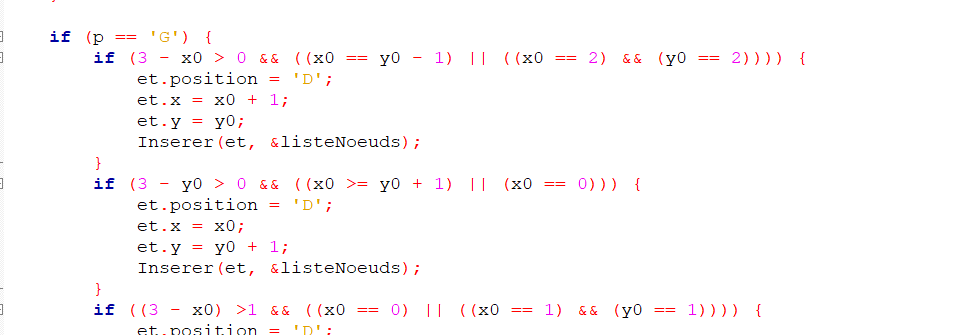 if (p == 'G') {
if (3 - x0 > 0 && ((x0 == y0 - 1) || ((x0 == 2) && (y0 == 2)))) {
et.position = 'D';
et.x = x0 + 1;
et.y = y0;
Inserer(et, &listeNoeuds);
}
if (3 - y0 > 0 && ((x0 >= y0 + 1) || (x0 == 0))) {
et.position = 'D';
et.x = x0;
et.y = y0 + 1;
Inserer(et, &listeNoeuds);
}
if ((3 - x0) >1 && ((x0 == 0) || ((x0 == 1) && (y0 == 1)))) {
et.position = 'D';